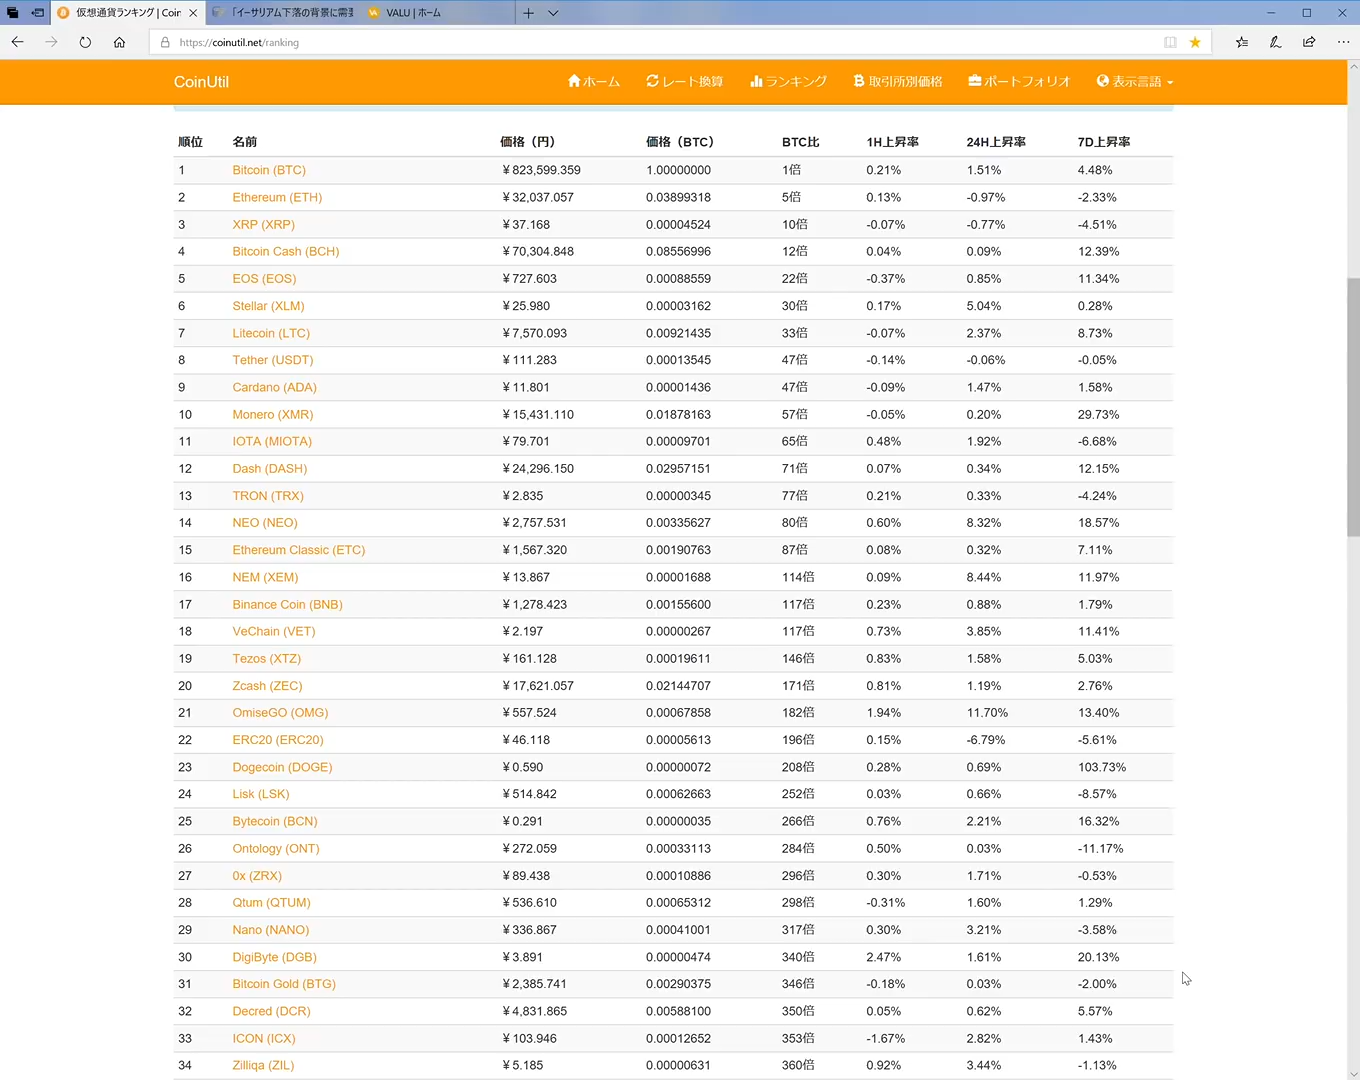 仮想通貨ランキング | Coin
「イーサリアム下落の背景に需要
VALU | ホーム
https://coinutil.net/ranking
CoinUtil
ホーム
レート換算
ランキング
取引所別価格
ポートフォリオ
表示言語
順位 名前 価格（円） 価格（BTC） BTC比 1H上昇率 24H上昇率 7D上昇率
1 Bitcoin (BTC) ¥823,599.359 1.00000000 1倍 0.21% 1.51% 4.48%
2 Ethereum (ETH) ¥32,037.057 0.03899318 5倍 0.13% -0.97% -2.33%
3 XRP (XRP) ¥37.168 0.00004524 10倍 -0.07% -0.77% -4.51%
4 Bitcoin Cash (BCH) ¥70,304.848 0.08556996 12倍 0.04% 0.09% 12.39%
5 EOS (EOS) ¥727.603 0.00088559 22倍 -0.37% 0.85% 11.34%
6 Stellar (XLM) ¥25.980 0.00003162 30倍 0.17% 5.04% 0.28%
7 Litecoin (LTC) ¥7,570.093 0.00921435 33倍 -0.07% 2.37% 8.73%
8 Tether (USDT) ¥111.283 0.00013545 47倍 -0.14% -0.06% -0.05%
9 Cardano (ADA) ¥11.801 0.00001436 47倍 -0.09% 1.47% 1.58%
10 Monero (XMR) ¥15,431.110 0.01878163 57倍 -0.05% 0.20% 29.73%
11 IOTA (MIOTA) ¥79.701 0.00009701 65倍 0.48% 1.92% -6.68%
12 Dash (DASH) ¥24,296.150 0.02957151 71倍 0.07% 0.34% 12.15%
13 TRON (TRX) ¥2.835 0.00000345 77倍 0.21% 0.33% -4.24%
14 NEO (NEO) ¥2,757.531 0.00335627 80倍 0.60% 8.32% 18.57%
15 Ethereum Classic (ETC) ¥1,567.320 0.00190763 87倍 0.08% 0.32% 7.11%
16 NEM (XEM) ¥13.867 0.00001688 114倍 0.09% 8.44% 11.97%
17 Binance Coin (BNB) ¥1,278.423 0.00155600 117倍 0.23% 0.88% 1.79%
18 VeChain (VET) ¥2.197 0.00000267 117倍 0.73% 3.85% 11.41%
19 Tezos (XTZ) ¥161.128 0.00019611 146倍 0.83% 1.58% 5.03%
20 Zcash (ZEC) ¥17,621.057 0.02144707 171倍 0.81% 1.19% 2.76%
21 OmiseGO (OMG) ¥557.524 0.00067858 182倍 1.94% 11.70% 13.40%
22 ERC20 (ERC20) ¥46.118 0.00005613 196倍 0.15% -6.79% -5.61%
23 Dogecoin (DOGE) ¥0.590 0.00000072 208倍 0.28% 0.69% 103.73%
24 Lisk (LSK) ¥514.842 0.00062663 252倍 0.03% 0.66% -8.57%
25 Bytecoin (BCN) ¥0.291 0.00000035 266倍 0.76% 2.21% 16.32%
26 Ontology (ONT) ¥272.059 0.00033113 284倍 0.50% 0.03% -11.17%
27 0x (ZRX) ¥89.438 0.00010886 296倍 0.30% 1.71% -0.53%
28 Qtum (QTUM) ¥536.610 0.00065312 298倍 -0.31% 1.60% 1.29%
29 Nano (NANO) ¥336.867 0.00041001 317倍 0.30% 3.21% -3.58%
30 DigiByte (DGB) ¥3.891 0.00000474 340倍 2.47% 1.61% 20.13%
31 Bitcoin Gold (BTG) ¥2,385.741 0.00290375 346倍 -0.18% 0.03% -2.00%
32 Decred (DCR) ¥4,831.865 0.00588100 350倍 0.05% 0.62% 5.57%
33 ICON (ICX) ¥103.946 0.00012652 353倍 -1.67% 2.82% 1.43%
34 Zilliqa (ZIL) ¥5.185 0.00000631 360倍 0.92% 3.44% -1.13%